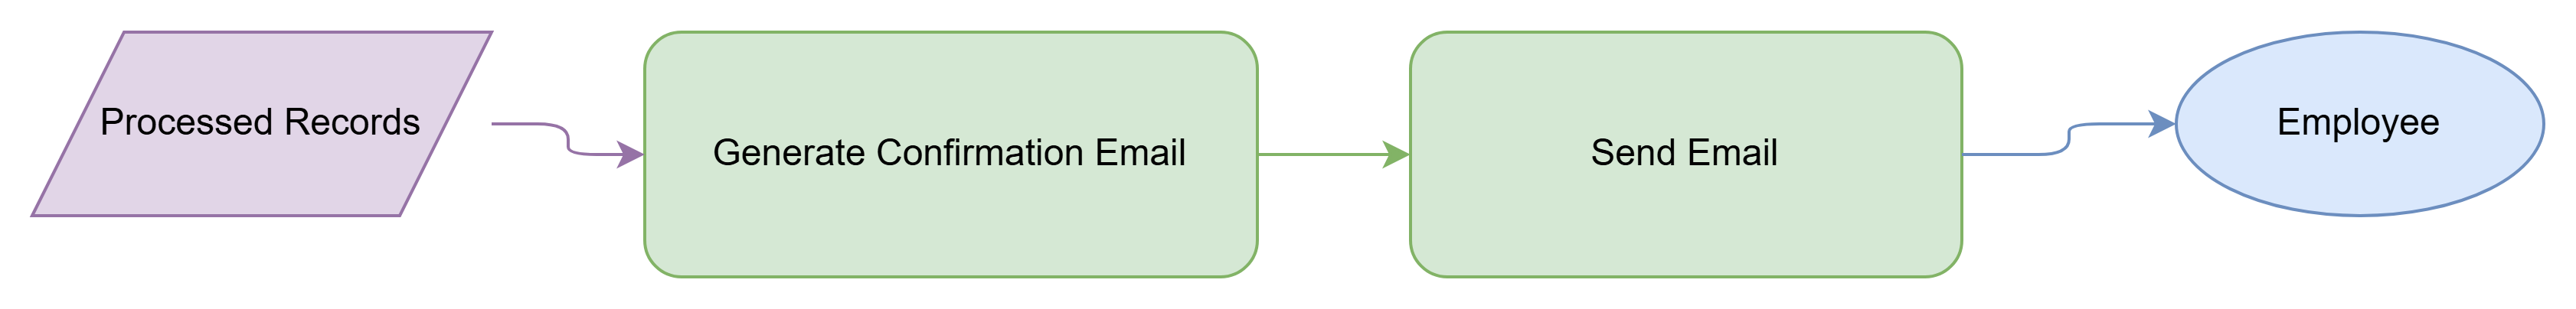 Processed Records
Generate Confirmation Email
Send Email
Employee